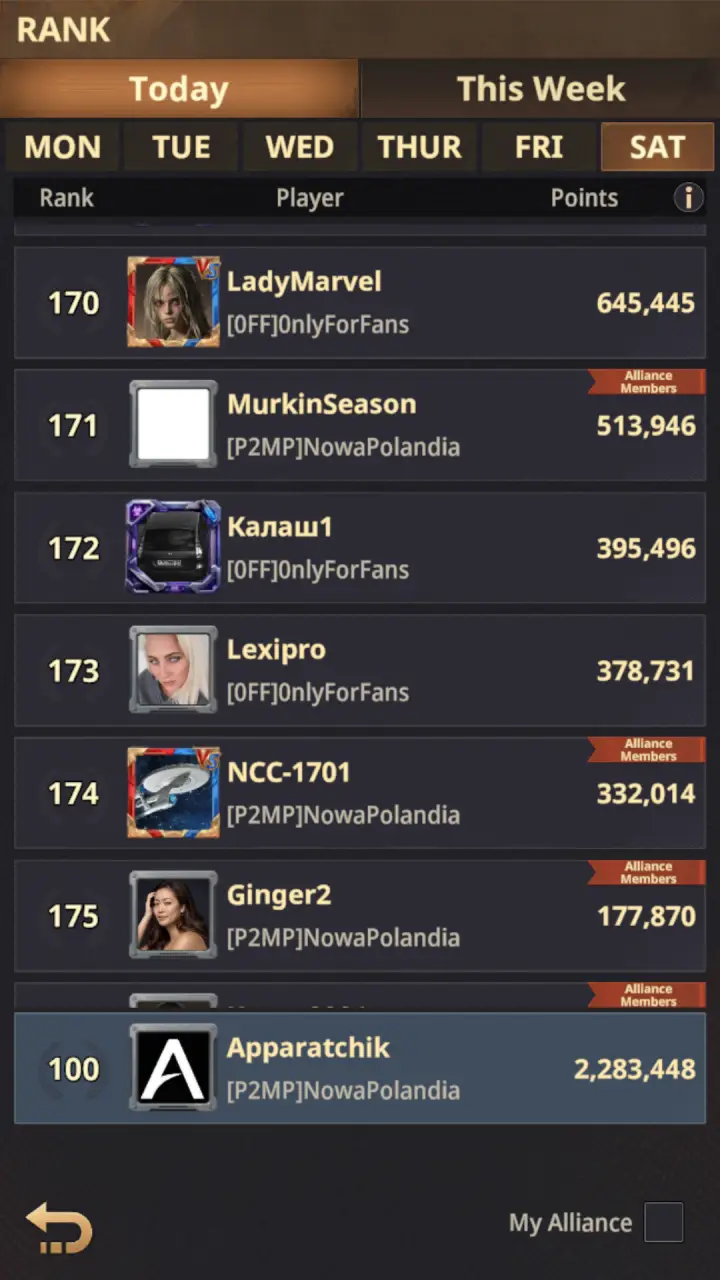 RANK
Today This Week
MON TUE WED THUR FRI SAT
Rank Player Points i
170 LadyMarvel 645,445
[0FF]0nlyForFans
Alliance Members
171 MurkinSeason 513,946
[P2MP]NowaPolandia
172 Калаш1 395,496
[0FF]0nlyForFans
173 Lexipro 378,731
[0FF]0nlyForFans
Alliance Members
174 NCC-1701 332,014
[P2MP]NowaPolandia
Alliance Members
175 Ginger2 177,870
[P2MP]NowaPolandia
Alliance Members
100 Apparatchik 2,283,448
[P2MP]NowaPolandia
My Alliance